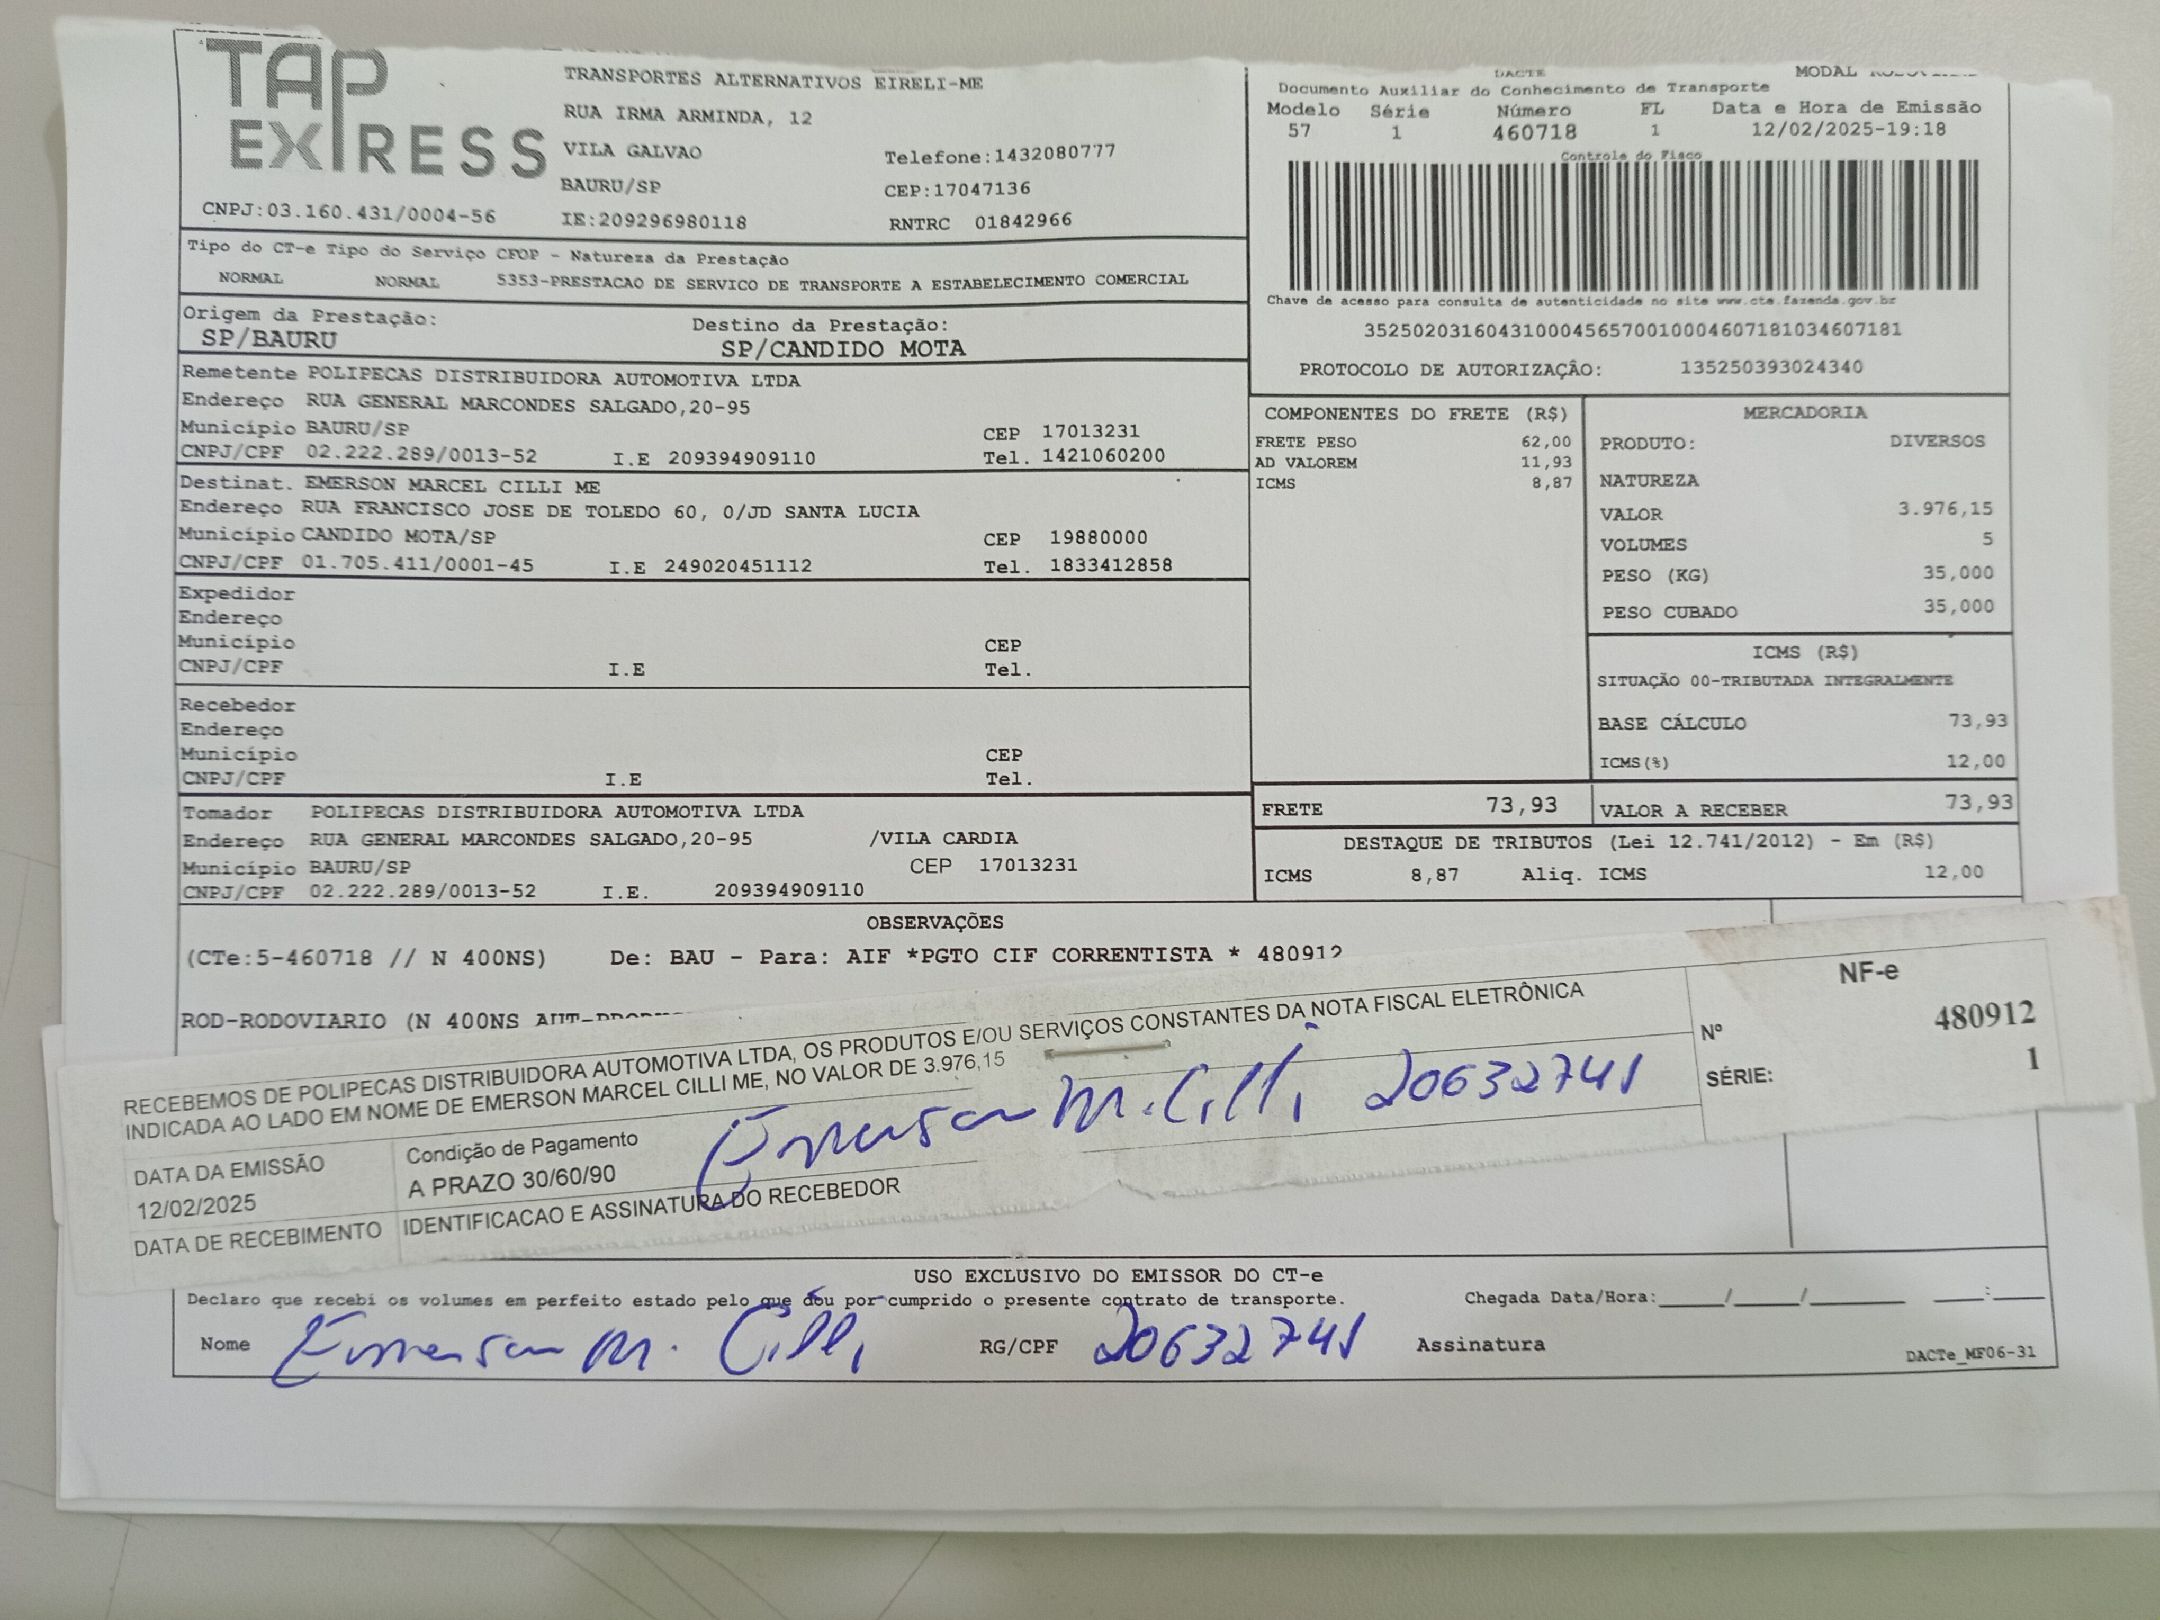 TAP
EXPRESS
CNPJ:03.160.431/0004-56
TRANSPORTES ALTERNATIVOS EIRELI-ME
RUA IRMA ARMINDA, 12
VILA GALVAO
Telefone:1432080777
BAURU/SP
CEP:17047136
IE:209296980118
RNTRC 01842966
DACTE
MODAL
Documento Auxiliar do Conhecimento de Transporte
Modelo Série Número FL Data e Hora de Emissão
57 1 460718 1 12/02/2025-19:18
Controle do Fisco
Chave de acesso para consulta de autenticidade no site www.cte.fazenda.gov.br
35250203160431000456570010004607181034607181
PROTOCOLO DE AUTORIZAÇÃO: 135250393024340
Tipo do CT-e Tipo do Serviço CFOP - Natureza da Prestação
NORMAL NORMAL 5353-PRESTACAO DE SERVICO DE TRANSPORTE A ESTABELECIMENTO COMERCIAL
Origem da Prestação: Destino da Prestação:
SP/BAURU SP/CANDIDO MOTA
Remetente POLIPECAS DISTRIBUIDORA AUTOMOTIVA LTDA
Endereço RUA GENERAL MARCONDES SALGADO,20-95
Município BAURU/SP CEP 17013231
CNPJ/CPF 02.222.289/0013-52 I.E 209394909110 Tel. 1421060200
Destinat. EMERSON MARCEL CILLI ME
Endereço RUA FRANCISCO JOSE DE TOLEDO 60, 0/JD SANTA LUCIA
Município CANDIDO MOTA/SP CEP 19880000
CNPJ/CPF 01.705.411/0001-45 I.E 249020451112 Tel. 1833412858
Expedidor
Endereço
Município CEP
CNPJ/CPF I.E Tel.
Recebedor
Endereço
Município CEP
CNPJ/CPF I.E Tel.
Tomador POLIPECAS DISTRIBUIDORA AUTOMOTIVA LTDA
Endereço RUA GENERAL MARCONDES SALGADO,20-95 /VILA CARDIA
Município BAURU/SP CEP 17013231
CNPJ/CPF 02.222.289/0013-52 I.E. 209394909110
COMPONENTES DO FRETE (R$)
FRETE PESO 62,00
AD VALOREM 11,93
ICMS 8,87
MERCADORIA
PRODUTO: DIVERSOS
NATUREZA
VALOR 3.976,15
VOLUMES 5
PESO (KG) 35,000
PESO CUBADO 35,000
ICMS (R$)
SITUAÇÃO 00-TRIBUTADA INTEGRALMENTE
BASE CÁLCULO 73,93
ICMS(%) 12,00
FRETE 73,93 VALOR A RECEBER 73,93
DESTAQUE DE TRIBUTOS (Lei 12.741/2012) - Em (R$)
ICMS 8,87 Aliq. ICMS 12,00
OBSERVAÇÕES
(CTe:5-460718 // N 400NS) De: BAU - Para: AIF *PGTO CIF CORRENTISTA * 480912
ROD-RODOVIARIO (N 400NS
RECEBEMOS DE POLIPECAS DISTRIBUIDORA AUTOMOTIVA LTDA, OS PRODUTOS E/OU SERVIÇOS CONSTANTES DA NOTA FISCAL ELETRÔNICA
INDICADA AO LADO EM NOME DE EMERSON MARCEL CILLI ME, NO VALOR DE 3.976,15
NF-e
Nº 480912
SÉRIE: 1
DATA DA EMISSÃO
12/02/2025
Condição de Pagamento
A PRAZO 30/60/90
Emerson M. Cilli 20632741
DATA DE RECEBIMENTO IDENTIFICACAO E ASSINATURA DO RECEBEDOR
USO EXCLUSIVO DO EMISSOR DO CT-e
Declaro que recebi os volumes em perfeito estado pelo que dou por cumprido o presente contrato de transporte. Chegada Data/Hora:____/____/______ ____:____
Nome Emerson M. Cilli RG/CPF 20632741 Assinatura
DACTe_MF06-31